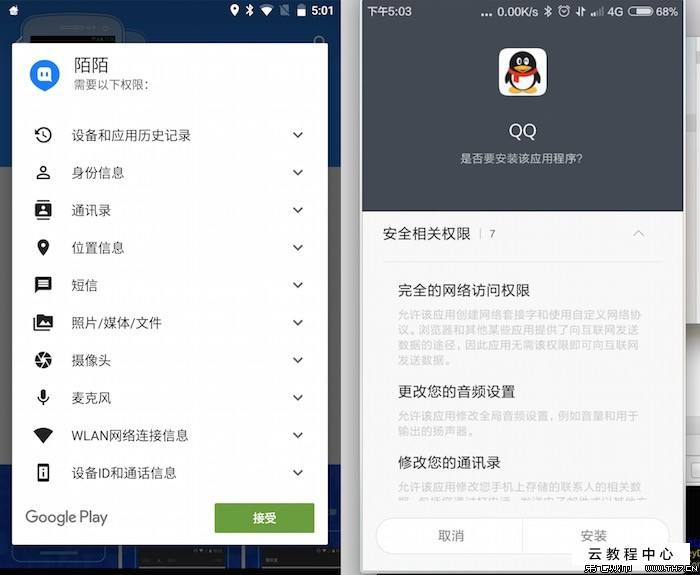 5:01
陌陌
需要以下权限：
设备和应用历史记录
身份信息
通讯录
位置信息
短信
照片/媒体/文件
摄像头
麦克风
WLAN网络连接信息
设备ID和通话信息
Google Play
接受
下午5:03
... 0.00K/s 4G 68%
QQ
是否要安装该应用程序?
安全相关权限 | 7
完全的网络访问权限
允许该应用创建网络套接字和使用自定义网络协
议。浏览器和其他某些应用提供了向互联网发送
数据的途径，因此应用无需该权限即可向互联网
发送数据。
更改您的音频设置
允许该应用修改全局音频设置，例如音量和用于
输出的扬声器。
修改您的通讯录
允许该应用修改您手机上存储的联系人的相关数
取消
安装
云教程中心